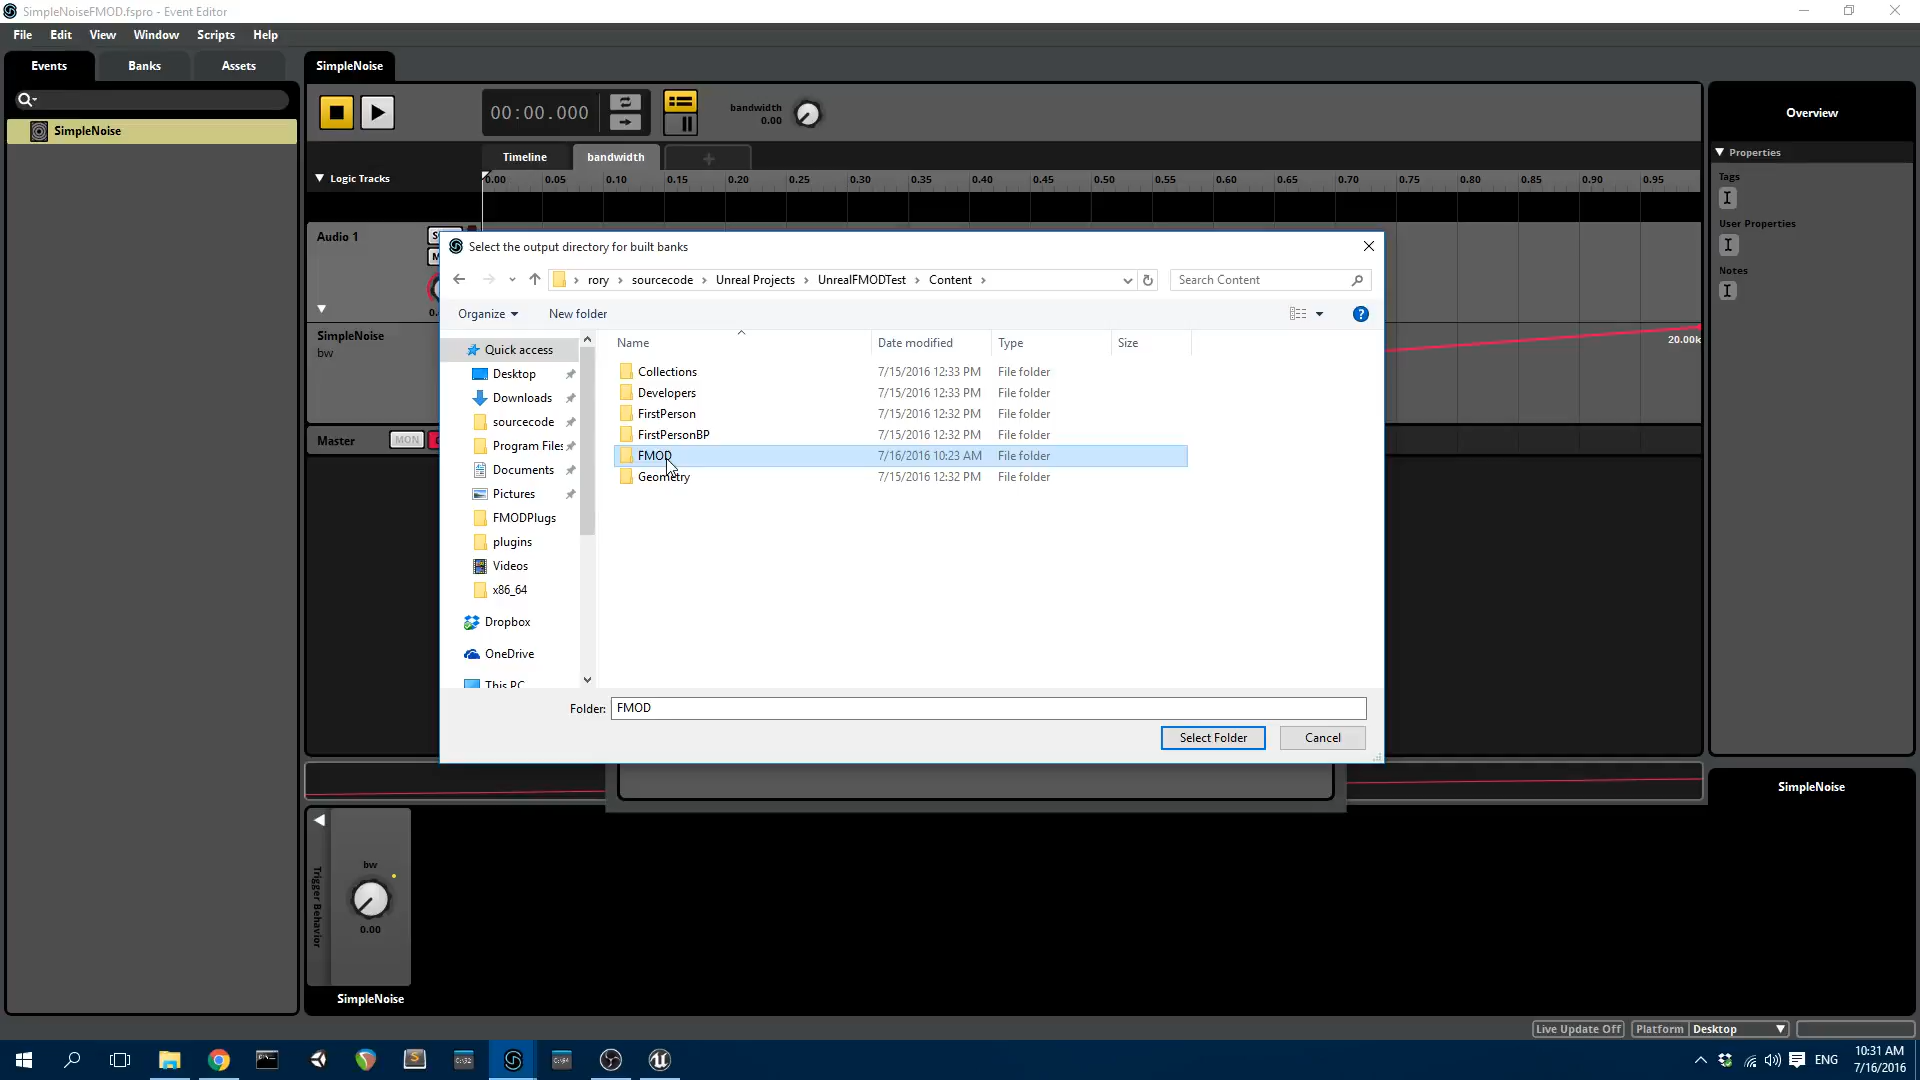 SimpleNoiseFMOD.fspro - Event Editor
File Edit View Window Scripts Help
Events Banks Assets
SimpleNoise
SimpleNoise
00:00.000
bandwidth
0.00
Timeline bandwidth +
Logic Tracks
0.00 0.05 0.10 0.15 0.20 0.25 0.30 0.35 0.40 0.45 0.50 0.55 0.60 0.65 0.70 0.75 0.80 0.85 0.90 0.95
Audio 1
SimpleNoise
bw
20.00k
Master MON
Overview
Properties
Tags
User Properties
Notes
Select the output directory for built banks
rory › sourcecode › Unreal Projects › UnrealFMODTest › Content ›
Search Content
Organize New folder
Quick access
Desktop
Downloads
sourcecode
Program Files
Documents
Pictures
FMODPlugs
plugins
Videos
x86_64
Dropbox
OneDrive
This PC
Name Date modified Type Size
Collections 7/15/2016 12:33 PM File folder
Developers 7/15/2016 12:33 PM File folder
FirstPerson 7/15/2016 12:32 PM File folder
FirstPersonBP 7/15/2016 12:32 PM File folder
FMOD 7/16/2016 10:23 AM File folder
Geometry 7/15/2016 12:32 PM File folder
Folder: FMOD
Select Folder Cancel
SimpleNoise
Trigger Behavior
bw
0.00
SimpleNoise
Live Update Off Platform Desktop
ENG
10:31 AM
7/16/2016